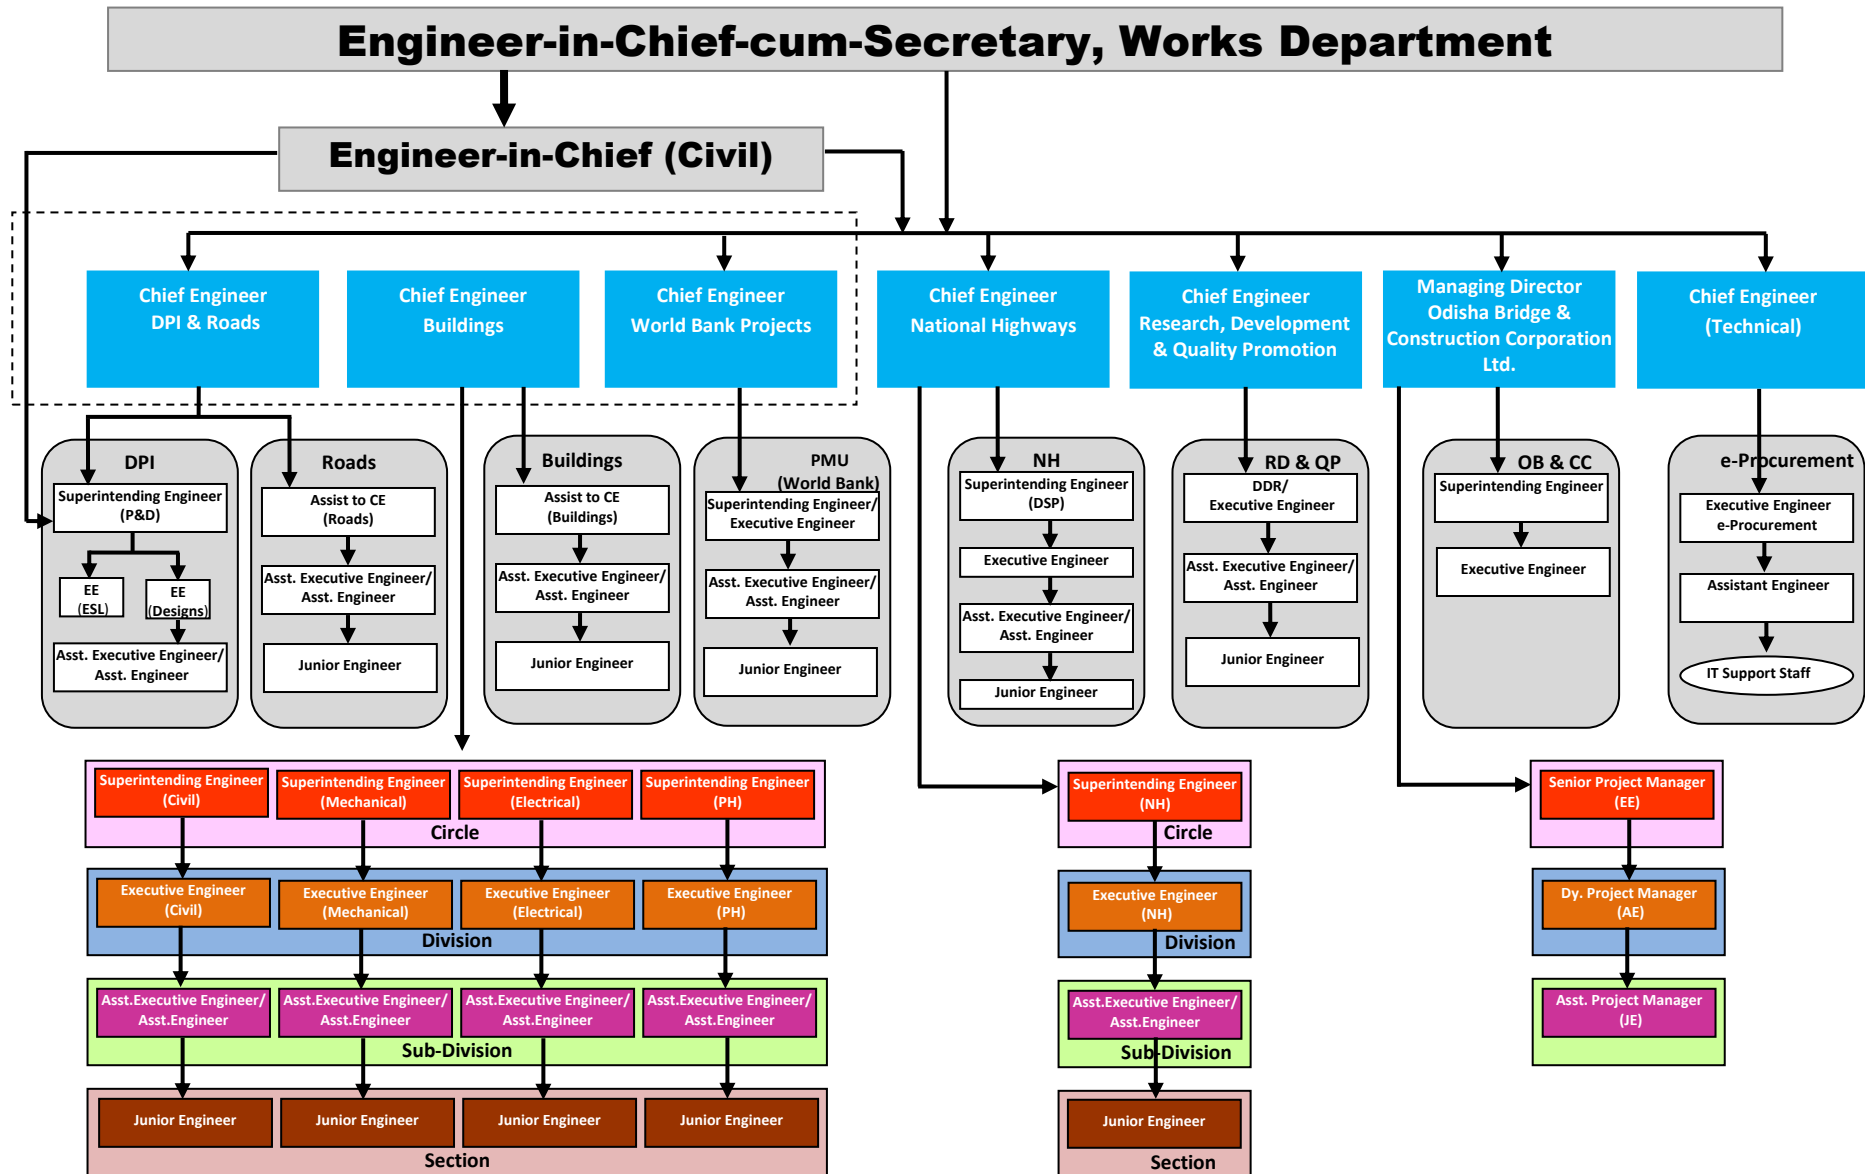 Engineer-in-Chief-cum-Secretary, Works Department
Engineer-in-Chief (Civil)
Chief Engineer
DPI & Roads
Chief Engineer
Buildings
Chief Engineer
World Bank Projects
Chief Engineer
National Highways
Chief Engineer
Research, Development
& Quality Promotion
Managing Director
Odisha Bridge &
Construction Corporation
Ltd.
Chief Engineer
(Technical)
DPI
Superintending Engineer
(P&D)
EE
(ESL)
EE
(Designs)
Asst. Executive Engineer/
Asst. Engineer
Roads
Assist to CE
(Roads)
Asst. Executive Engineer/
Asst. Engineer
Junior Engineer
Buildings
Assist to CE
(Buildings)
Asst. Executive Engineer/
Asst. Engineer
Junior Engineer
PMU
(World Bank)
Superintending Engineer/
Executive Engineer
Asst. Executive Engineer/
Asst. Engineer
Junior Engineer
NH
Superintending Engineer
(DSP)
Executive Engineer
Asst. Executive Engineer/
Asst. Engineer
Junior Engineer
RD & QP
DDR/
Executive Engineer
Asst. Executive Engineer/
Asst. Engineer
Junior Engineer
OB & CC
Superintending Engineer
Executive Engineer
e-Procurement
Executive Engineer
e-Procurement
Assistant Engineer
IT Support Staff
Superintending Engineer
(Civil)
Superintending Engineer
(Mechanical)
Superintending Engineer
(Electrical)
Superintending Engineer
(PH)
Circle
Executive Engineer
(Civil)
Executive Engineer
(Mechanical)
Executive Engineer
(Electrical)
Executive Engineer
(PH)
Division
Asst.Executive Engineer/
Asst.Engineer
Asst.Executive Engineer/
Asst.Engineer
Asst.Executive Engineer/
Asst.Engineer
Asst.Executive Engineer/
Asst.Engineer
Sub-Division
Junior Engineer
Junior Engineer
Junior Engineer
Junior Engineer
Section
Superintending Engineer
(NH)
Circle
Executive Engineer
(NH)
Division
Asst.Executive Engineer/
Asst.Engineer
Sub-Division
Junior Engineer
Section
Senior Project Manager
(EE)
Dy. Project Manager
(AE)
Asst. Project Manager
(JE)